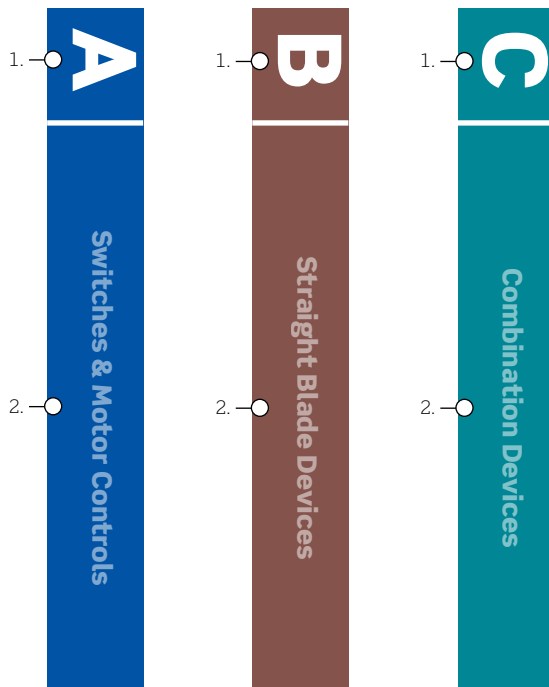 1.
A
2.
Switches & Motor Controls
1.
B
2.
Straight Blade Devices
1.
C
2.
Combination Devices